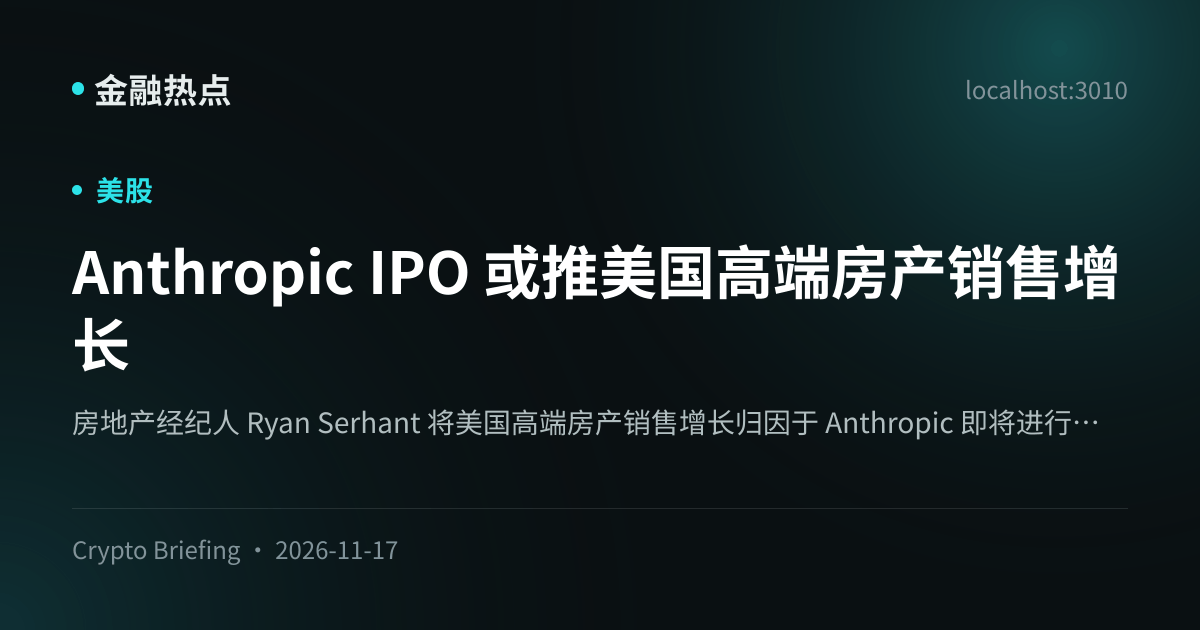 金融热点
localhost:3010
美股
Anthropic IPO 或推美国高端房产销售增
长
房地产经纪人 Ryan Serhant 将美国高端房产销售增长归因于 Anthropic 即将进行…
Crypto Briefing · 2026-11-17